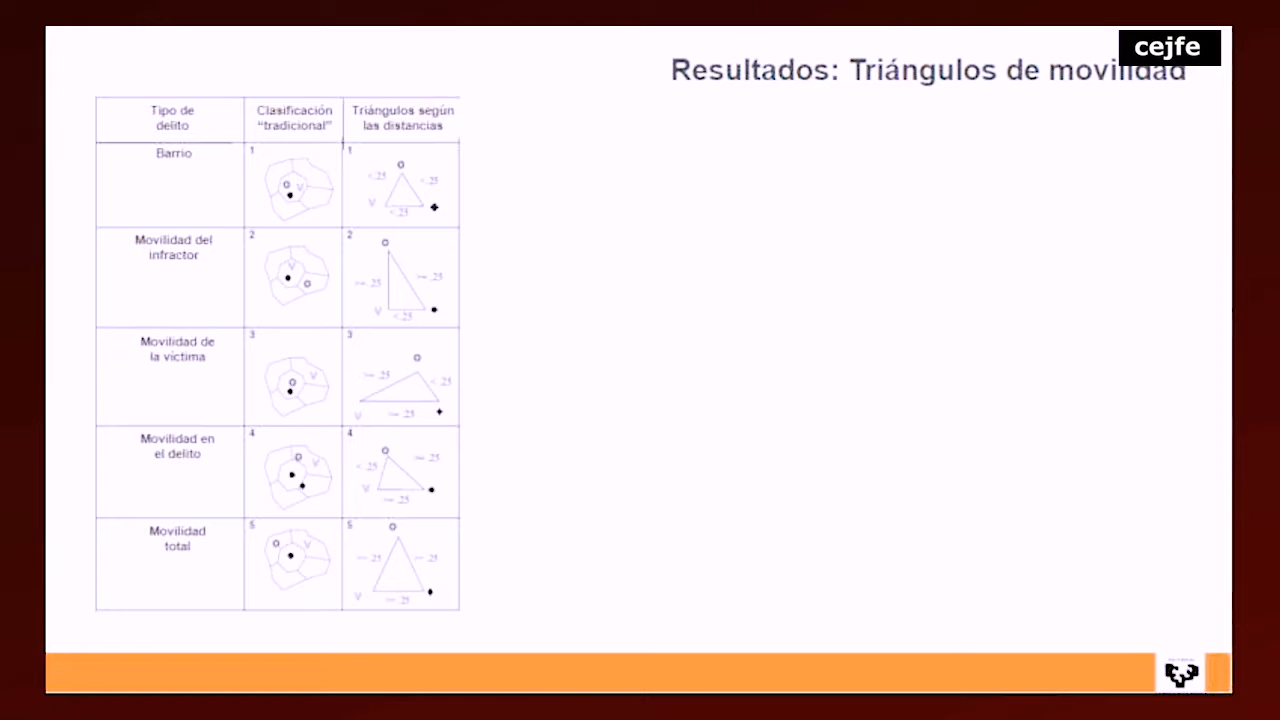 cejfe
Resultados: Triángulos de movilidad
Tipo de
delito
Clasificación
“tradicional”
Triángulos según
las distancias
Barrio
1
O
V
1
O
<.25
<.25
V
<.25
Movilidad del
infractor
2
V
O
2
O
>= .25
>= .25
V
<.25
Movilidad de
la víctima
3
V
O
3
O
>= .25
<.25
V
>= .25
Movilidad en
el delito
4
O
V
4
O
>= .25
<.25
V
>= .25
Movilidad
total
5
O
V
5
O
>= .25
>= .25
V
>= .25